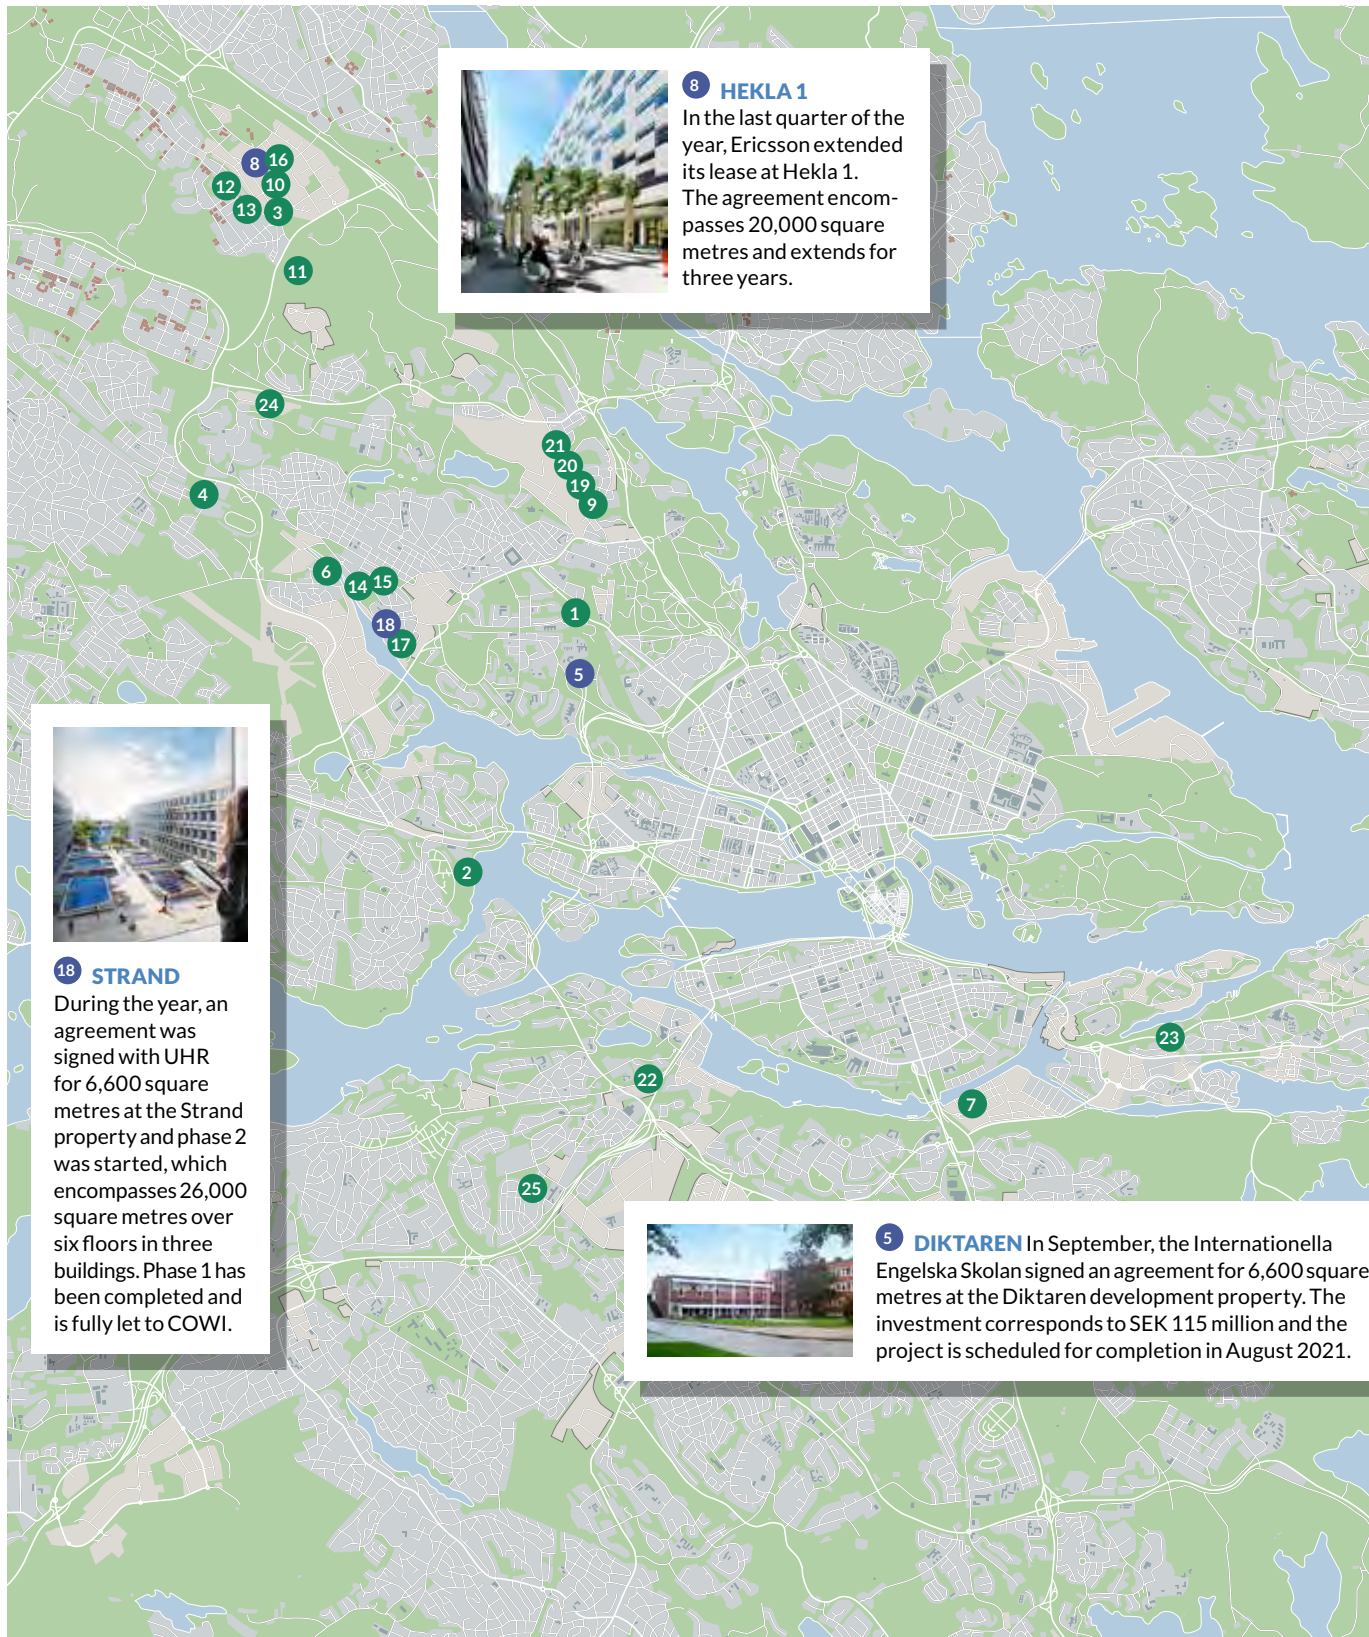 8 HEKLA 1
In the last quarter of the
year, Ericsson extended
its lease at Hekla 1.
The agreement encom-
passes 20,000 square
metres and extends for
three years.
8
16
12
10
13
3
11
24
21
20
19
9
4
6
14
15
1
18
17
5
2
18 STRAND
During the year, an
agreement was
signed with UHR
for 6,600 square
metres at the Strand
property and phase 2
was started, which
encompasses 26,000
square metres over
six floors in three
buildings. Phase 1 has
been completed and
is fully let to COWI.
23
22
7
25
5 DIKTAREN In September, the Internationella
Engelska Skolan signed an agreement for 6,600 square
metres at the Diktaren development property. The
investment corresponds to SEK 115 million and the
project is scheduled for completion in August 2021.